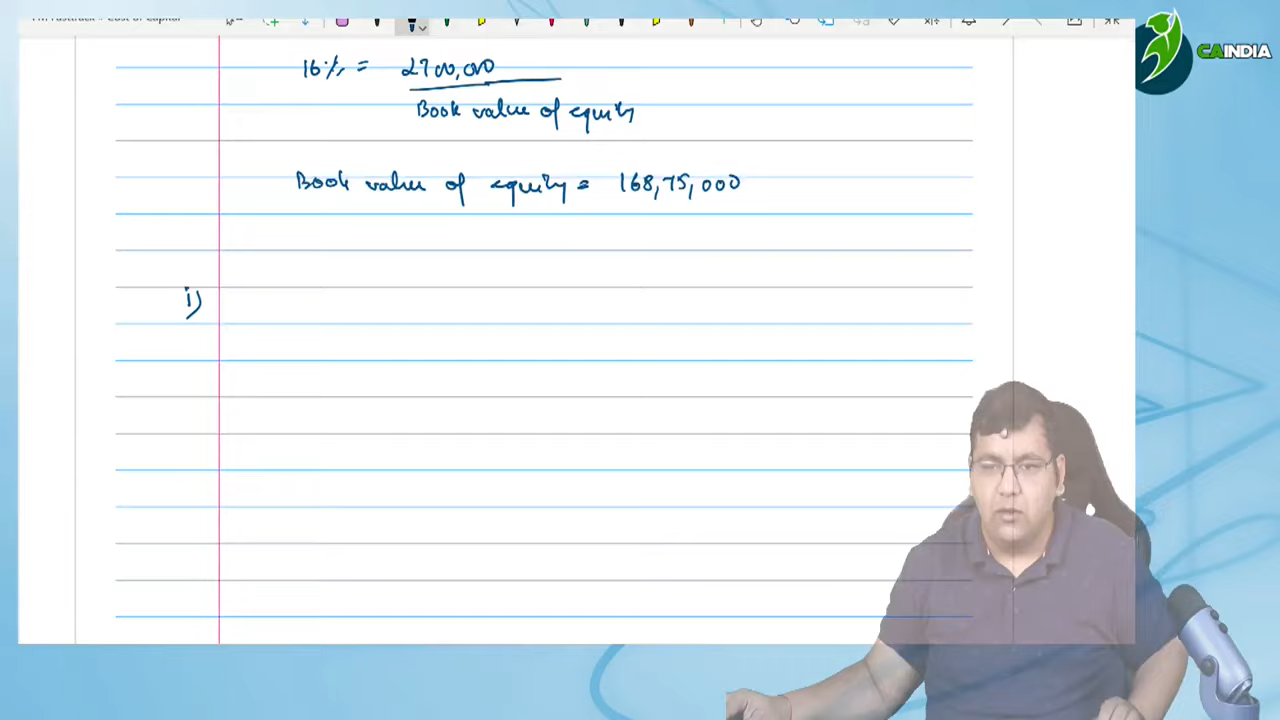 CAINDIA
16% = 2700,000
Book value of equity
Book value of equity = 168,75,000
i)